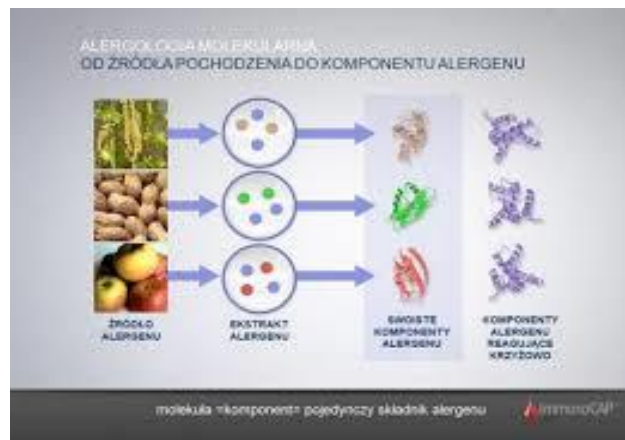 ALERGOLOGIA MOLEKULARNA
OD ŹRÓDŁA POCHODZENIA DO KOMPONENTU ALERGENU
ŹRÓDŁO
ALERGENU
EKSTRAKT
ALERGENU
SWOISTE
KOMPONENTY
ALERGENU
KOMPONENTY
ALERGENU
REAGUJĄCE
KRZYŻOWO
molekuła =komponent= pojedynczy składnik alergenu
ImmunoCAP